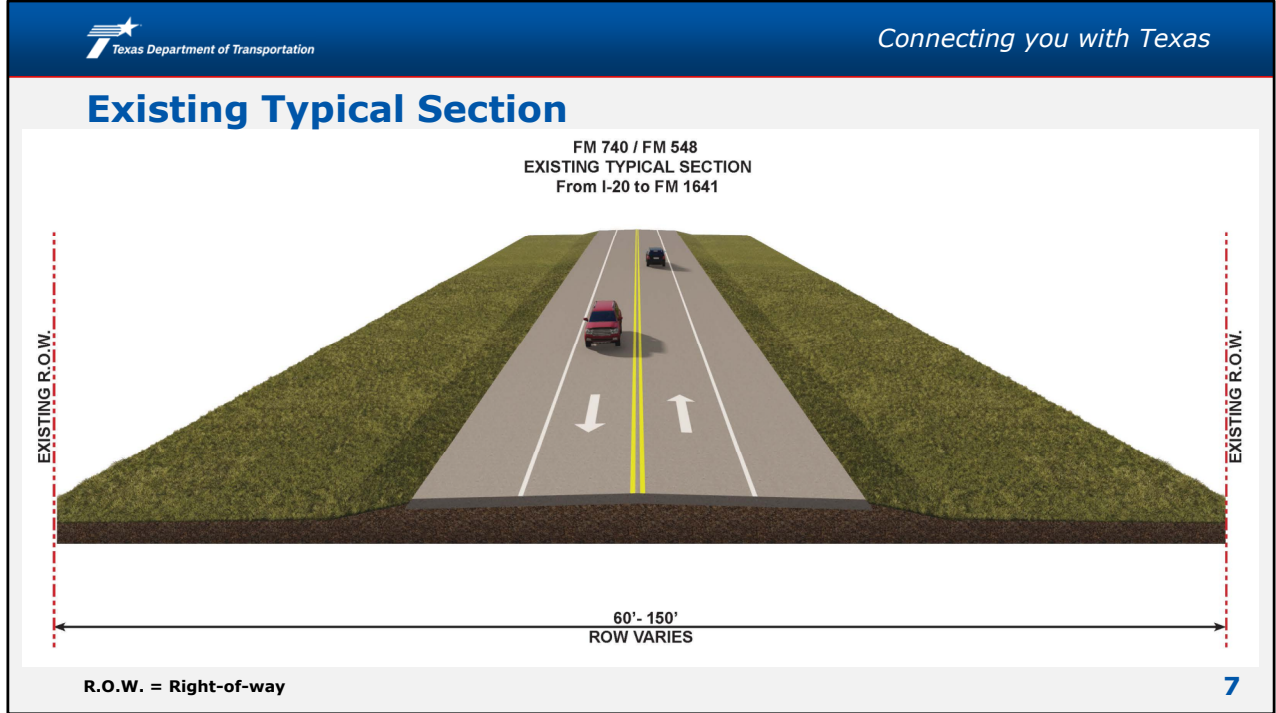 Texas Department of Transportation
Connecting you with Texas
Existing Typical Section
FM 740 / FM 548
EXISTING TYPICAL SECTION
From I-20 to FM 1641
EXISTING R.O.W.
EXISTING R.O.W.
60’- 150’
ROW VARIES
R.O.W. = Right-of-way
7